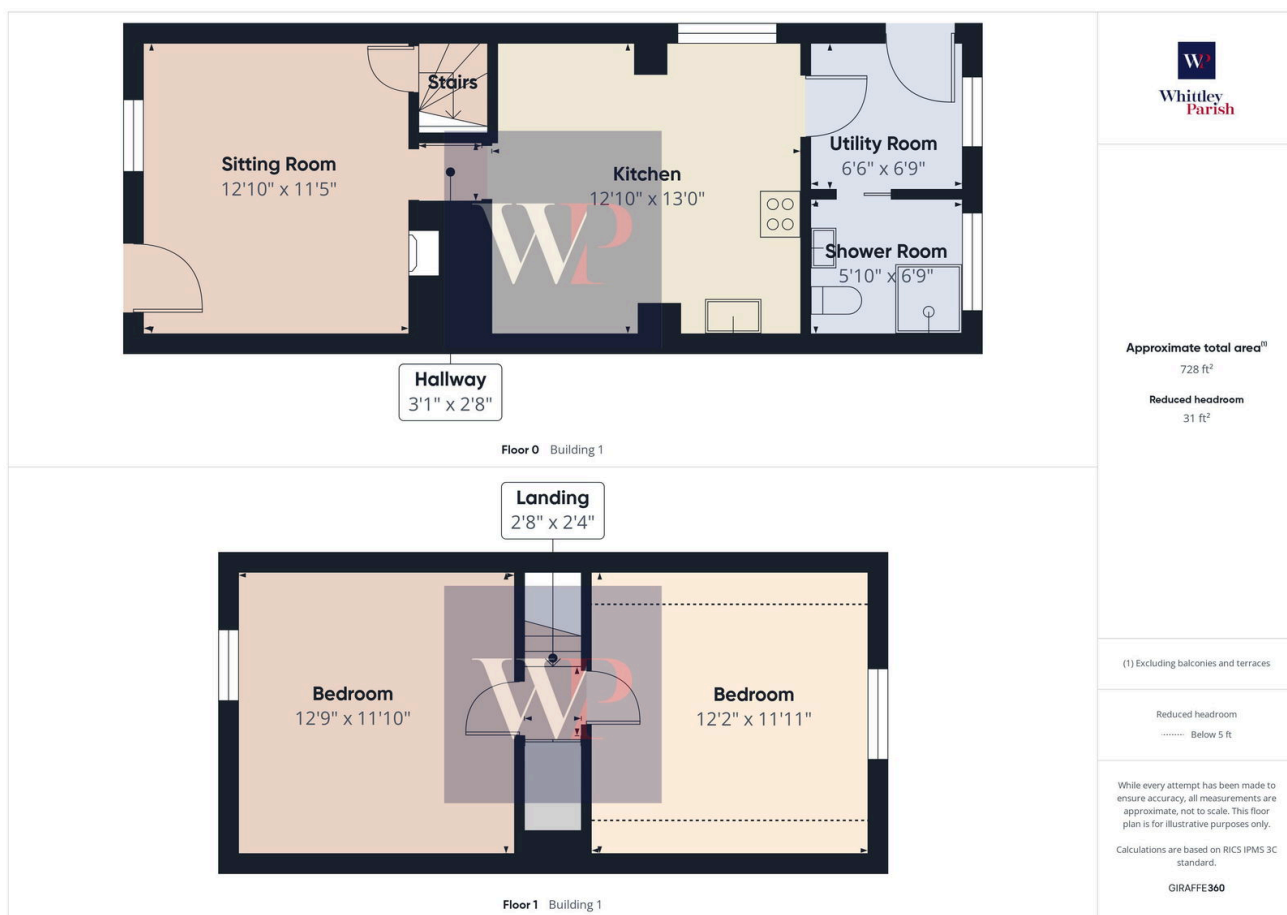 Stairs
Sitting Room
12'10" x 11'5"
Kitchen
12'10" x 13'0"
Utility Room
6'6" x 6'9"
Shower Room
5'10" x 6'9"
WP
Hallway
3'1" x 2'8"
Floor 0 Building 1
Landing
2'8" x 2'4"
Bedroom
12'9" x 11'10"
Bedroom
12'2" x 11'11"
WP
Floor 1 Building 1
WP
Whittley
Parish
Approximate total area(1)
728 ft²
Reduced headroom
31 ft²
(1) Excluding balconies and terraces
Reduced headroom
Below 5 ft
While every attempt has been made to
ensure accuracy, all measurements are
approximate, not to scale. This floor
plan is for illustrative purposes only.
Calculations are based on RICS IPMS 3C
standard.
GIRAFFE360